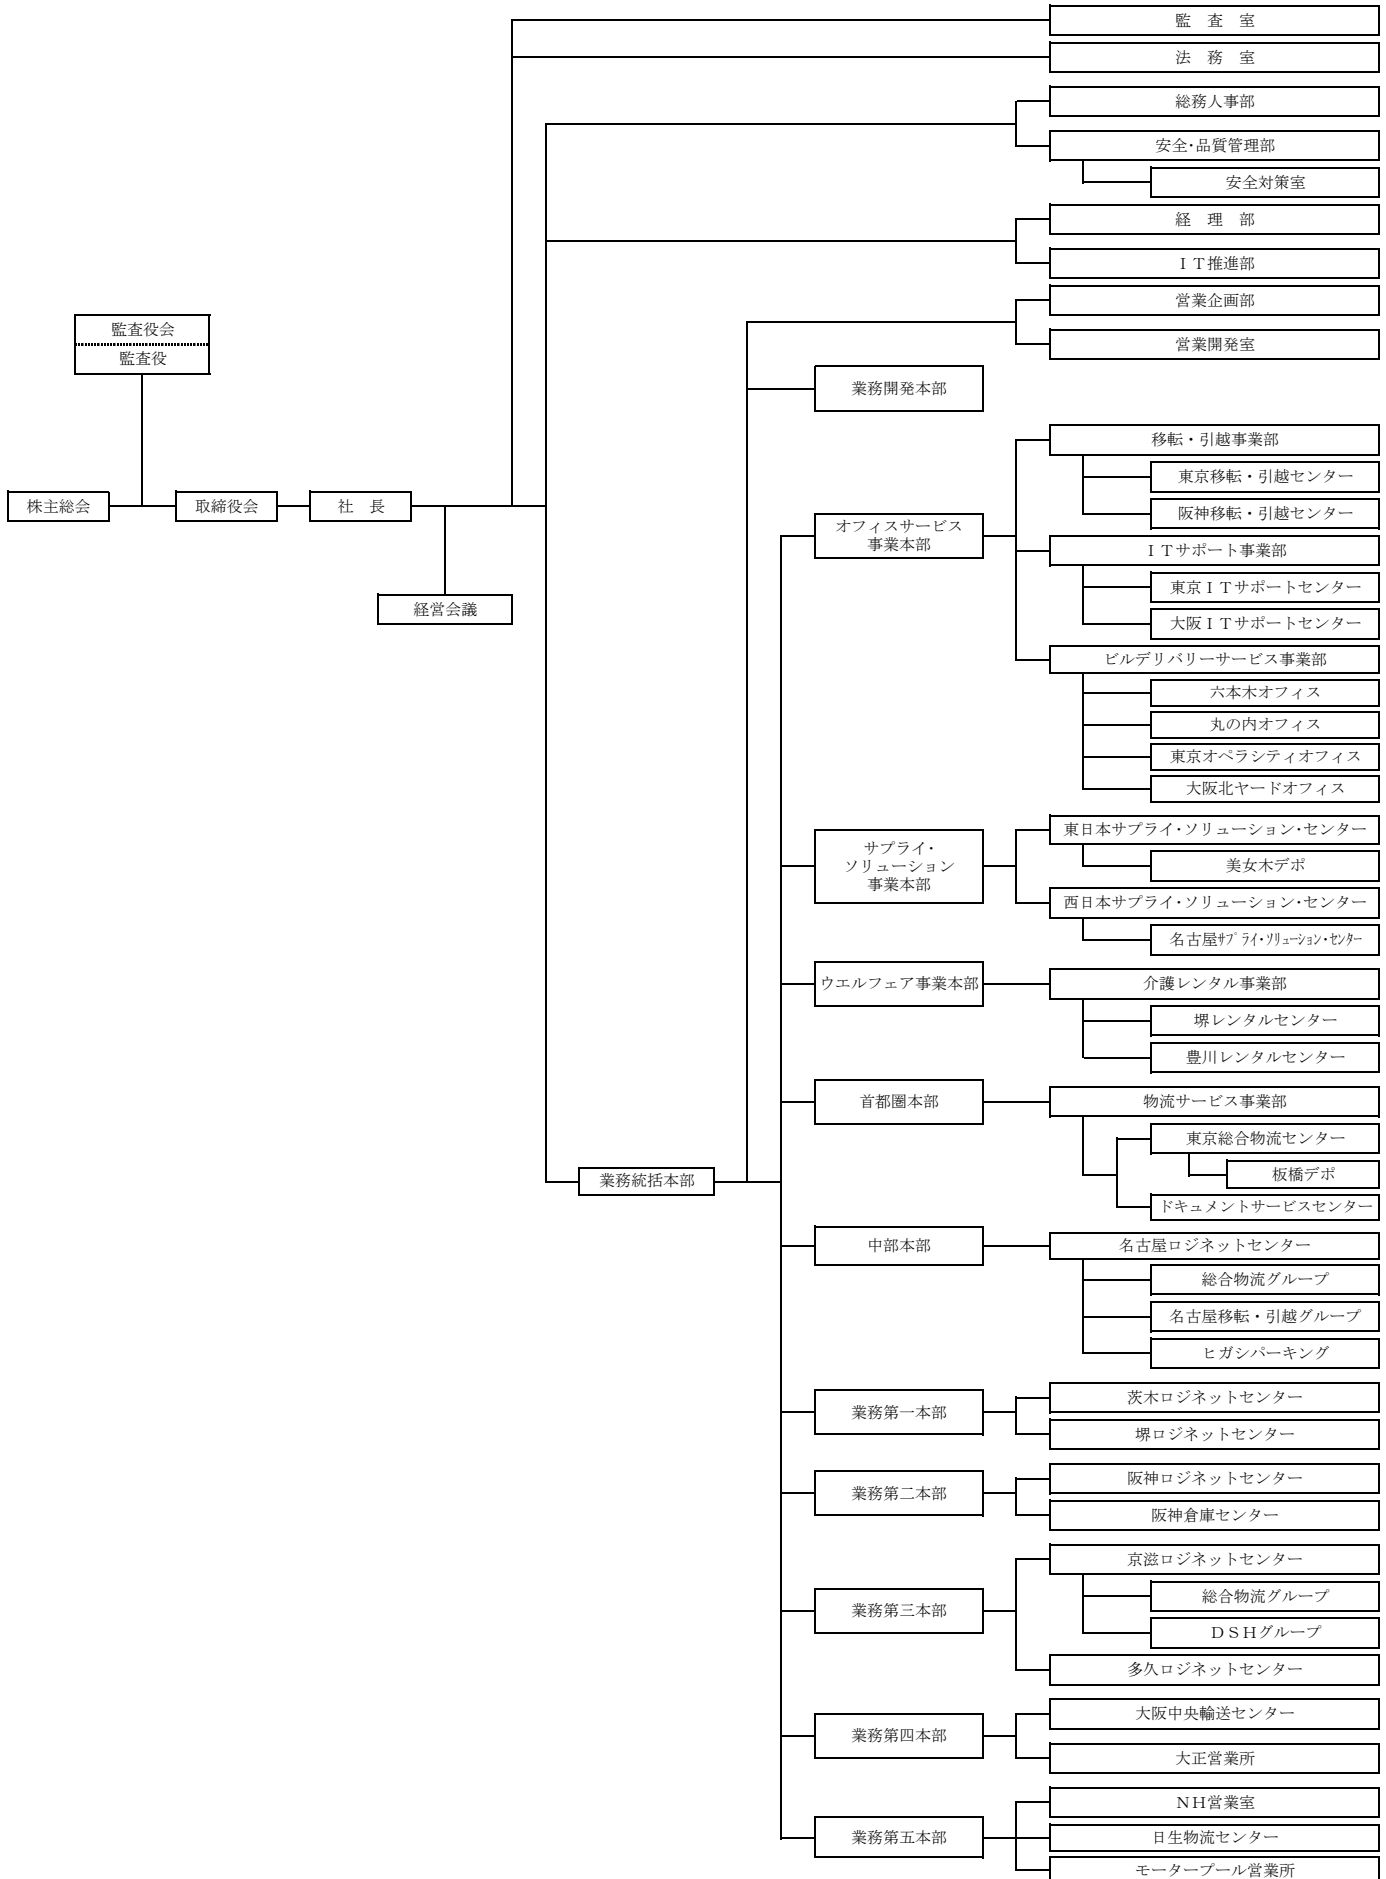 監　査　室
法　務　室
総務人事部
安全･品質管理部
安全対策室
経　理　部
ＩＴ推進部
営業企画部
営業開発室
監査役会
監査役
業務開発本部
株主総会
取締役会
社　長
経営会議
オフィスサービス
事業本部
移転・引越事業部
東京移転・引越センター
阪神移転・引越センター
ＩＴサポート事業部
東京ＩＴサポートセンター
大阪ＩＴサポートセンター
ビルデリバリーサービス事業部
六本木オフィス
丸の内オフィス
東京オペラシティオフィス
大阪北ヤードオフィス
サプライ･
ソリューション
事業本部
東日本サプライ･ソリューション･センター
美女木デポ
西日本サプライ･ソリューション･センター
名古屋ｻﾌﾟﾗｲ･ｿﾘｭｰｼｮﾝ･ｾﾝﾀｰ
ウエルフェア事業本部
介護レンタル事業部
堺レンタルセンター
豊川レンタルセンター
首都圏本部
物流サービス事業部
東京総合物流センター
板橋デポ
ドキュメントサービスセンター
業務統括本部
中部本部
名古屋ロジネットセンター
総合物流グループ
名古屋移転・引越グループ
ヒガシパーキング
業務第一本部
茨木ロジネットセンター
堺ロジネットセンター
業務第二本部
阪神ロジネットセンター
阪神倉庫センター
業務第三本部
京滋ロジネットセンター
総合物流グループ
ＤＳＨグループ
多久ロジネットセンター
業務第四本部
大阪中央輸送センター
大正営業所
業務第五本部
ＮＨ営業室
日生物流センター
モータープール営業所